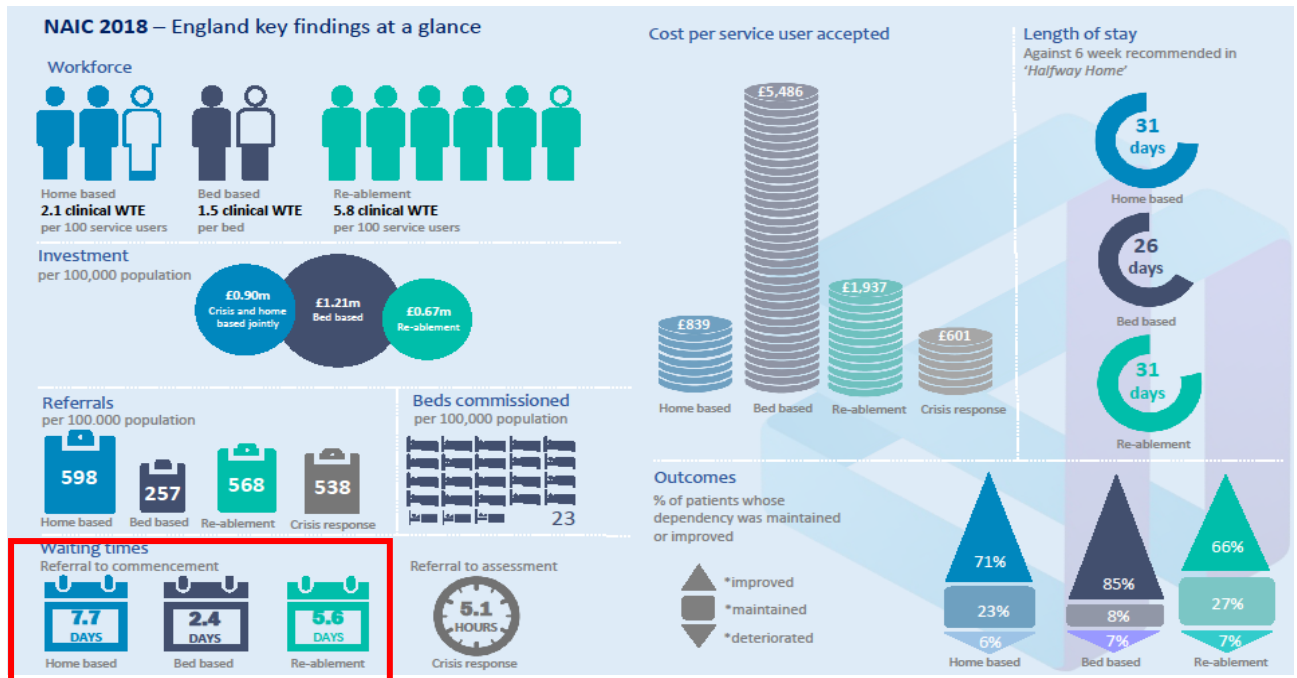 NAIC 2018 – England key findings at a glance
Workforce
Home based
2.1 clinical WTE
per 100 service users
Bed based
1.5 clinical WTE
per bed
Re-ablement
5.8 clinical WTE
per 100 service users
Investment
per 100,000 population
£0.90m
Crisis and home
based jointly
£1.21m
Bed based
£0.67m
Re-ablement
Referrals
per 100.000 population
598
Home based
257
Bed based
568
Re-ablement
538
Crisis response
Beds commissioned
per 100,000 population
23
Waiting times
Referral to commencement
7.7
DAYS
Home based
2.4
DAYS
Bed based
5.6
DAYS
Re-ablement
Referral to assessment
5.1
HOURS
Crisis response
Cost per service user accepted
£839
Home based
£5,486
Bed based
£1,937
Re-ablement
£601
Crisis response
Length of stay
Against 6 week recommended in
‘Halfway Home’
31
days
Home based
26
days
Bed based
31
days
Re-ablement
Outcomes
% of patients whose
dependency was maintained
or improved
*improved
*maintained
*deteriorated
71%
23%
6%
Home based
85%
8%
7%
Bed based
66%
27%
7%
Re-ablement